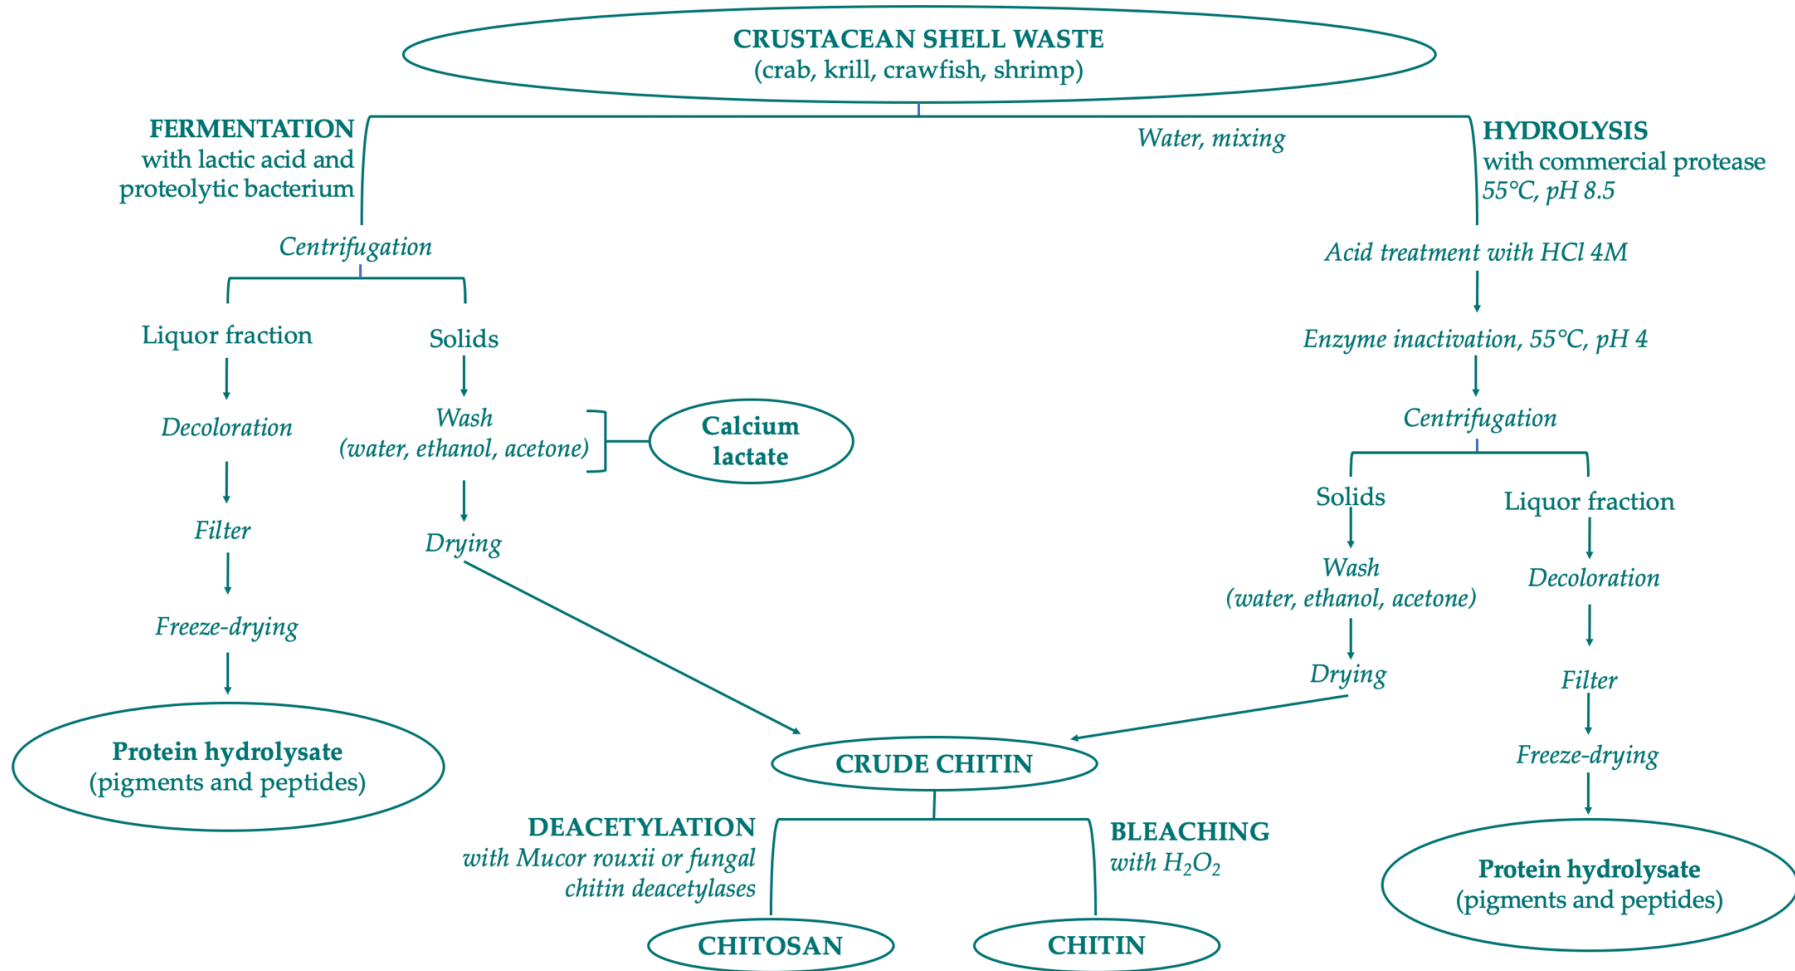 CRUSTACEAN SHELL WASTE
(crab, krill, crawfish, shrimp)
FERMENTATION
with lactic acid and
proteolytic bacterium
Water, mixing
HYDROLYSIS
with commercial protease
55°C, pH 8.5
Centrifugation
Liquor fraction
Solids
Decoloration
Wash
(water, ethanol, acetone)
Calcium
lactate
Filter
Drying
Freeze-drying
Protein hydrolysate
(pigments and peptides)
Acid treatment with HCl 4M
Enzyme inactivation, 55°C, pH 4
Centrifugation
Solids
Liquor fraction
Wash
(water, ethanol, acetone)
Decoloration
Drying
Filter
Freeze-drying
Protein hydrolysate
(pigments and peptides)
CRUDE CHITIN
DEACETYLATION
with Mucor rouxii or fungal
chitin deacetylases
BLEACHING
with H₂O₂
CHITOSAN
CHITIN